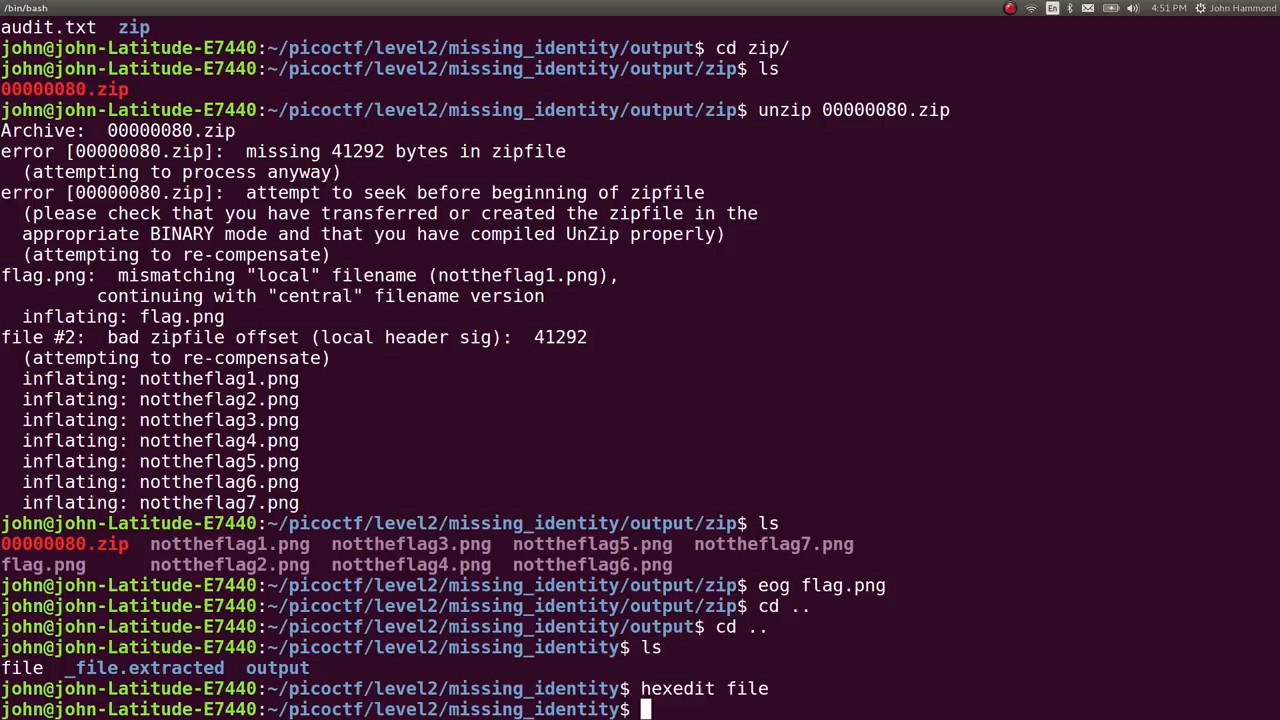 /bin/bash En 4:51 PM John Hammond
audit.txt zip
john@john-Latitude-E7440:~/picoctf/level2/missing_identity/output$ cd zip/
john@john-Latitude-E7440:~/picoctf/level2/missing_identity/output/zip$ ls
00000080.zip
john@john-Latitude-E7440:~/picoctf/level2/missing_identity/output/zip$ unzip 00000080.zip
Archive:  00000080.zip
error [00000080.zip]:  missing 41292 bytes in zipfile
  (attempting to process anyway)
error [00000080.zip]:  attempt to seek before beginning of zipfile
  (please check that you have transferred or created the zipfile in the
  appropriate BINARY mode and that you have compiled UnZip properly)
  (attempting to re-compensate)
flag.png:  mismatching "local" filename (nottheflag1.png),
         continuing with "central" filename version
  inflating: flag.png
file #2:  bad zipfile offset (local header sig):  41292
  (attempting to re-compensate)
  inflating: nottheflag1.png
  inflating: nottheflag2.png
  inflating: nottheflag3.png
  inflating: nottheflag4.png
  inflating: nottheflag5.png
  inflating: nottheflag6.png
  inflating: nottheflag7.png
john@john-Latitude-E7440:~/picoctf/level2/missing_identity/output/zip$ ls
00000080.zip  nottheflag1.png  nottheflag3.png  nottheflag5.png  nottheflag7.png
flag.png      nottheflag2.png  nottheflag4.png  nottheflag6.png
john@john-Latitude-E7440:~/picoctf/level2/missing_identity/output/zip$ eog flag.png
john@john-Latitude-E7440:~/picoctf/level2/missing_identity/output/zip$ cd ..
john@john-Latitude-E7440:~/picoctf/level2/missing_identity/output$ cd ..
john@john-Latitude-E7440:~/picoctf/level2/missing_identity$ ls
file  _file.extracted  output
john@john-Latitude-E7440:~/picoctf/level2/missing_identity$ hexedit file
john@john-Latitude-E7440:~/picoctf/level2/missing_identity$